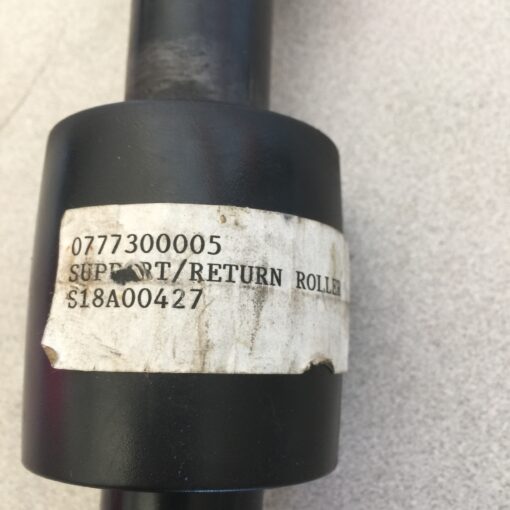 0777300005
SUPPORT/RETURN ROLLER
S18A00427